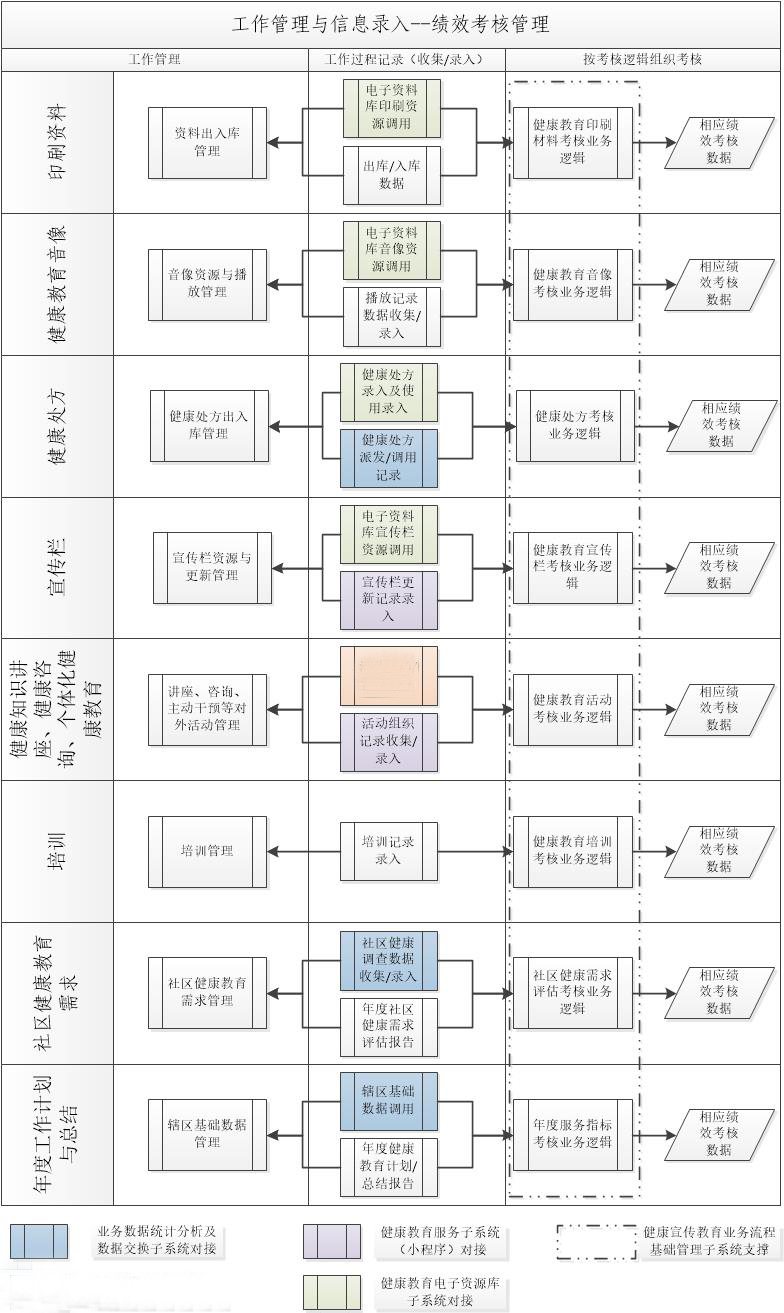 工作管理与信息录入--绩效考核管理
工作管理
工作过程记录（收集/录入）
按考核逻辑组织考核
印刷资料
资料出入库
管理
电子资料
库印刷资
源调用
出库/入库
数据
健康教育印刷
材料考核业务
逻辑
相应绩
效考核
数据
健康教育音像
音像资源与播
放管理
电子资料
库音像资
源调用
播放记录
数据收集/
录入
健康教育音像
考核业务逻辑
相应绩
效考核
数据
健康处方
健康处方出入
库管理
健康处方
录入及使
用录入
健康处方
派发/调用
记录
健康处方考核
业务逻辑
相应绩
效考核
数据
宣传栏
宣传栏资源与
更新管理
电子资料
库宣传栏
资源调用
宣传栏更
新记录录
入
健康教育宣传
栏考核业务逻
辑
相应绩
效考核
数据
健康知识讲
座、健康咨
询、个体化健
康教育
讲座、咨询、
主动干预等对
外活动管理
活动组织
记录收集/
录入
健康教育活动
考核业务逻辑
相应绩
效考核
数据
培训
培训管理
培训记录
录入
健康教育培训
考核业务逻辑
相应绩
效考核
数据
社区健康教育
需求
社区健康教育
需求管理
社区健康
调查数据
收集/录入
年度社区
健康需求
评估报告
社区健康需求
评估考核业务
逻辑
相应绩
效考核
数据
年度工作计划
与总结
辖区基础数据
管理
辖区基础
数据调用
年度健康
教育计划/
总结报告
年度服务指标
考核业务逻辑
相应绩
效考核
数据
业务数据统计分析及
数据交换子系统对接
健康教育服务子系统
（小程序）对接
健康宣传教育业务流程
基础管理子系统支撑
健康教育电子资源库
子系统对接